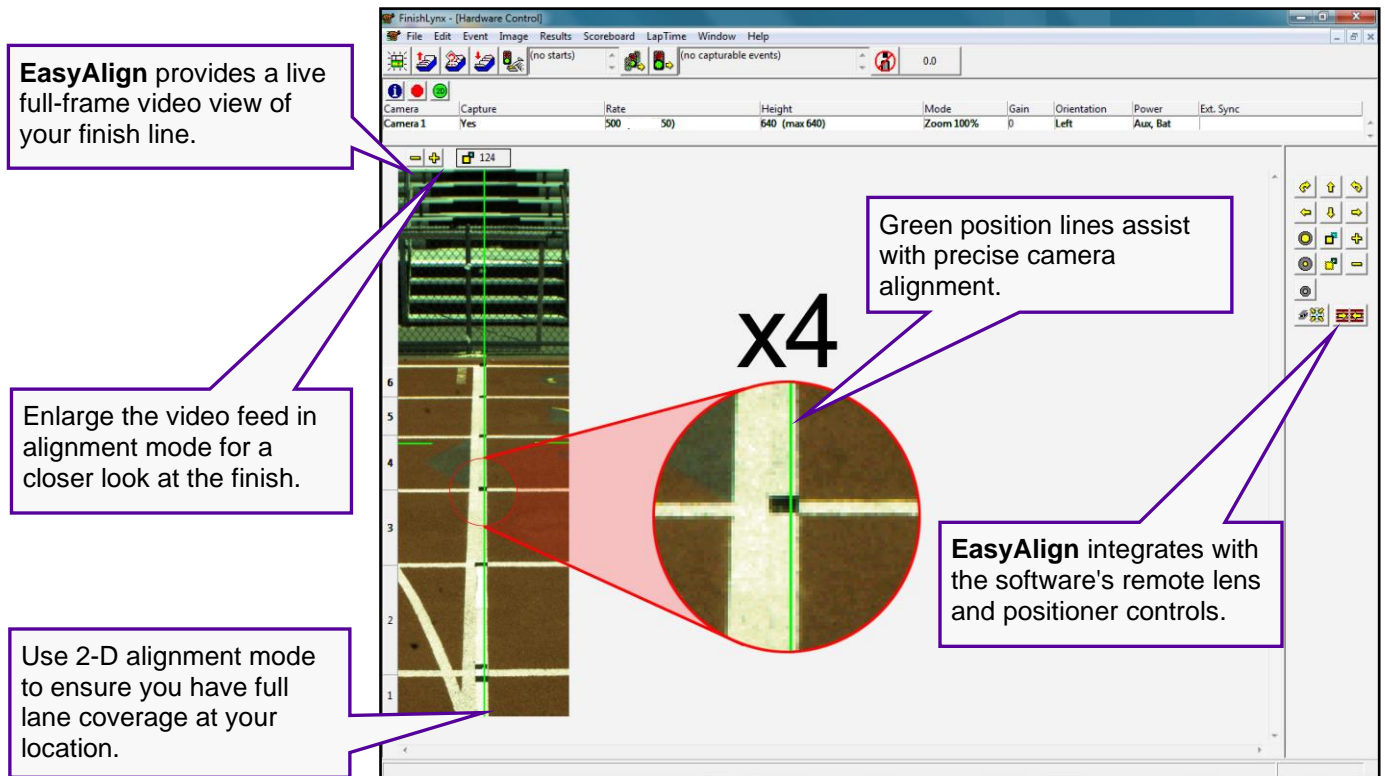 FinishLynx - [Hardware Control]
File Edit Event Image Results Scoreboard LapTime Window Help
(no starts)
(no capturable events)
0.0
2D
Camera Capture Rate Height Mode Gain Orientation Power Ext. Sync
Camera 1 Yes 500 50) 640 (max 640) Zoom 100% 0 Left Aux, Bat
124
EasyAlign provides a live
full-frame video view of
your finish line.
Enlarge the video feed in
alignment mode for a
closer look at the finish.
Use 2-D alignment mode
to ensure you have full
lane coverage at your
location.
6
5
4
3
2
1
x4
Green position lines assist
with precise camera
alignment.
EasyAlign integrates with
the software's remote lens
and positioner controls.